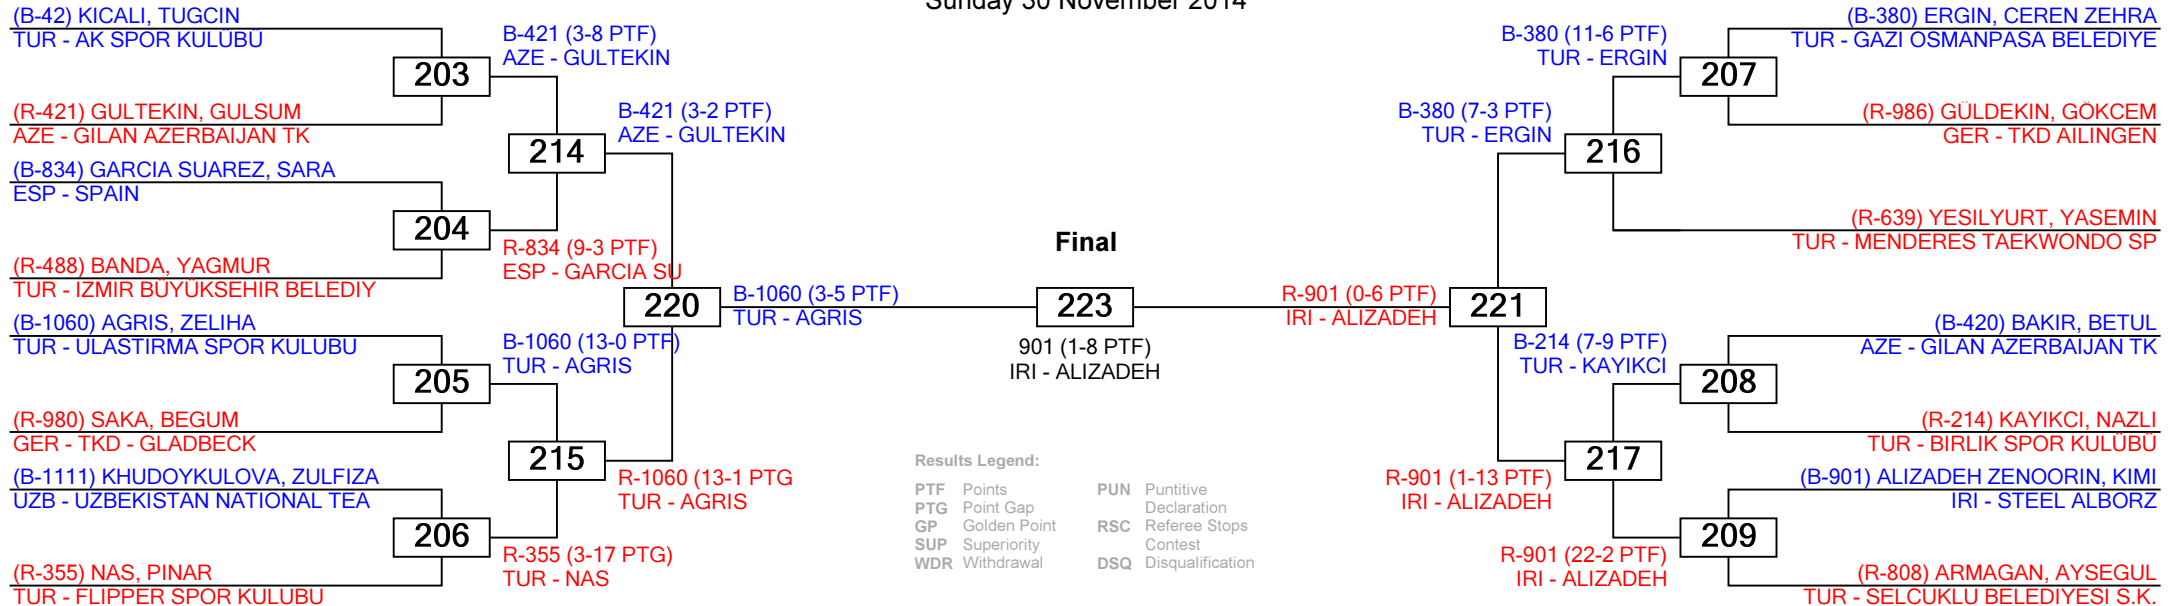 Sunday 30 November 2014
(B-42) KICALI, TUGCIN
TUR - AK SPOR KULÜBÜ
203
(R-421) GULTEKIN, GULSUM
AZE - GILAN AZERBAIJAN TK
B-421 (3-8 PTF)
AZE - GULTEKIN
(B-834) GARCIA SUAREZ, SARA
ESP - SPAIN
204
(R-488) BANDA, YAGMUR
TUR - IZMIR BÜYÜKSEHIR BELEDIY
R-834 (9-3 PTF)
ESP - GARCIA SU
214
B-421 (3-2 PTF)
AZE - GULTEKIN
(B-1060) AGRIS, ZELIHA
TUR - ULASTIRMA SPOR KULUBU
205
(R-980) SAKA, BEGUM
GER - TKD - GLADBECK
B-1060 (13-0 PTF)
TUR - AGRIS
(B-1111) KHUDOYKULOVA, ZULFIZA
UZB - UZBEKISTAN NATIONAL TEA
206
(R-355) NAS, PINAR
TUR - FLIPPER SPOR KULUBU
R-355 (3-17 PTG)
TUR - NAS
215
R-1060 (13-1 PTG
TUR - AGRIS
220
B-1060 (3-5 PTF)
TUR - AGRIS
Final
223
901 (1-8 PTF)
IRI - ALIZADEH
R-901 (0-6 PTF)
IRI - ALIZADEH
221
B-380 (7-3 PTF)
TUR - ERGIN
216
B-380 (11-6 PTF)
TUR - ERGIN
207
(B-380) ERGIN, CEREN ZEHRA
TUR - GAZI OSMANPASA BELEDIYE
(R-986) GÜLDEKIN, GÖKCEM
GER - TKD AILINGEN
(R-639) YESILYURT, YASEMIN
TUR - MENDERES TAEKWONDO SP
B-214 (7-9 PTF)
TUR - KAYIKCI
208
(B-420) BAKIR, BETUL
AZE - GILAN AZERBAIJAN TK
(R-214) KAYIKCI, NAZLI
TUR - BIRLIK SPOR KULÜBÜ
217
R-901 (1-13 PTF)
IRI - ALIZADEH
R-901 (22-2 PTF)
IRI - ALIZADEH
209
(B-901) ALIZADEH ZENOORIN, KIMI
IRI - STEEL ALBORZ
(R-808) ARMAGAN, AYSEGUL
TUR - SELCUKLU BELEDIYESI S.K.
Results Legend:
PTF Points
PTG Point Gap
GP Golden Point
SUP Superiority
WDR Withdrawal
PUN Puntitive
Declaration
RSC Referee Stops
Contest
DSQ Disqualification